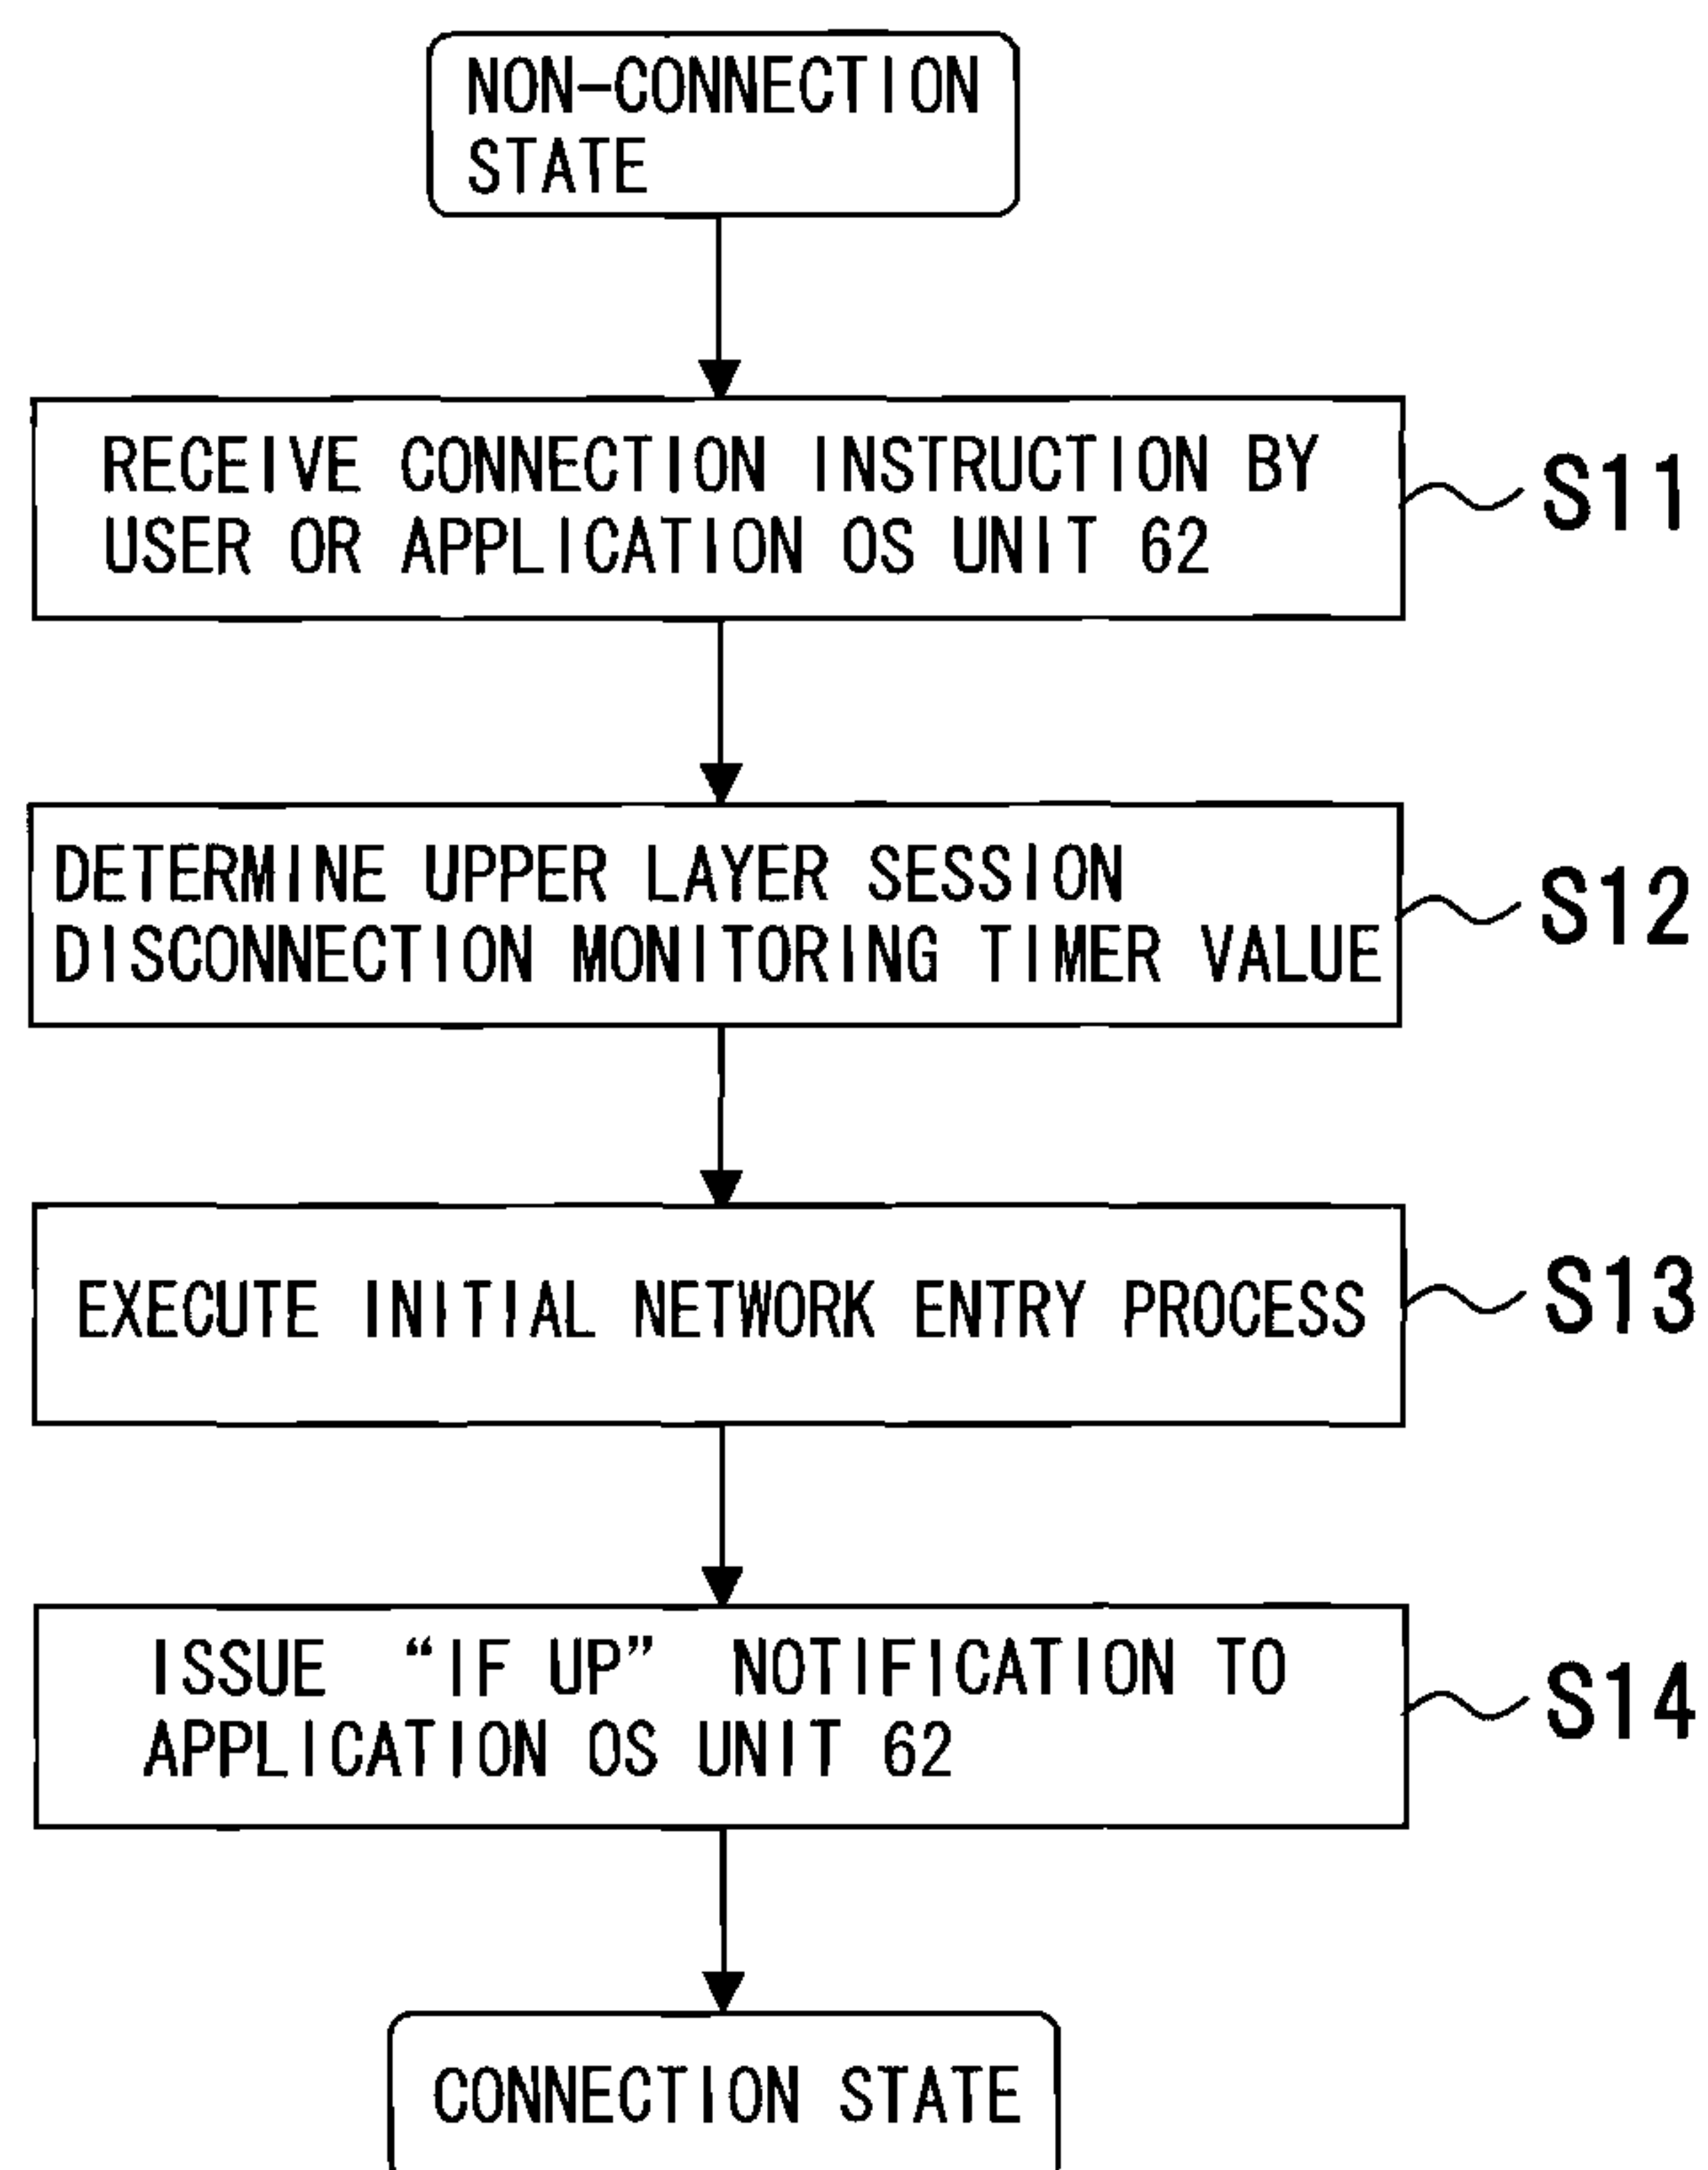 NON-CONNECTION
STATE
RECEIVE CONNECTION INSTRUCTION BY
USER OR APPLICATION OS UNIT 62
S11
DETERMINE UPPER LAYER SESSION
DISCONNECTION MONITORING TIMER VALUE
S12
EXECUTE INITIAL NETWORK ENTRY PROCESS
S13
ISSUE “IF UP” NOTIFICATION TO
APPLICATION OS UNIT 62
S14
CONNECTION STATE